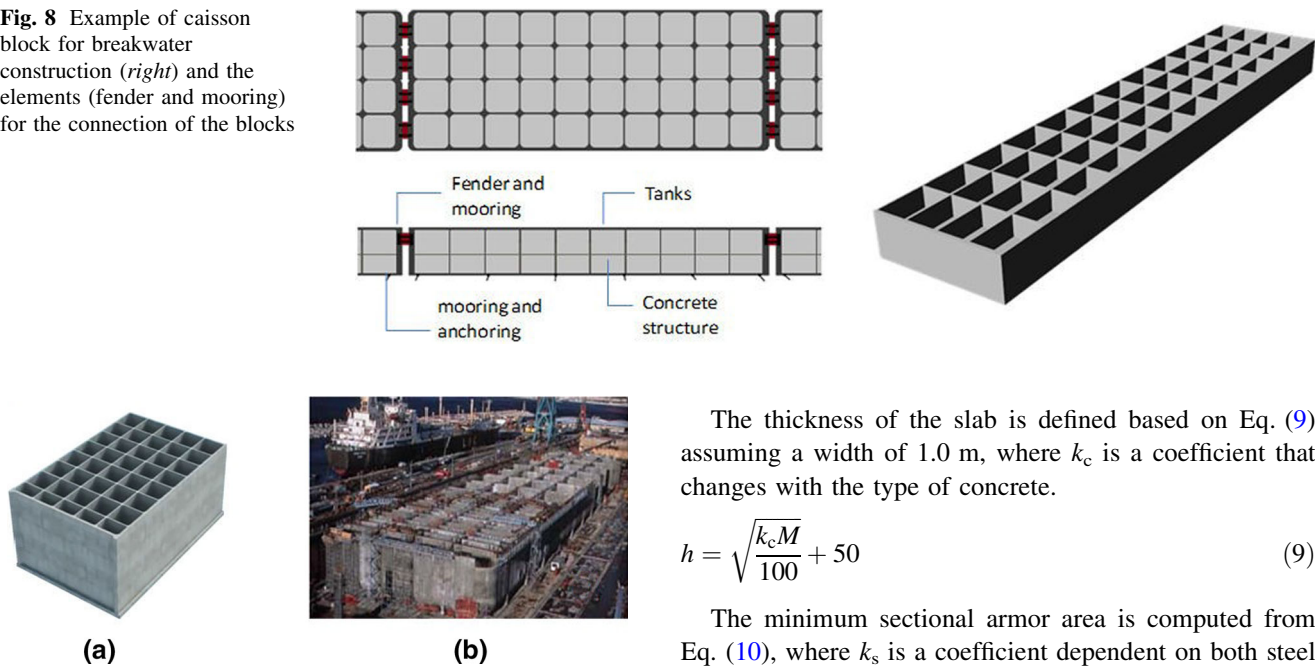 Fig. 8 Example of caisson
block for breakwater
construction (right) and the
elements (fender and mooring)
for the connection of the blocks
Fender and
mooring
Tanks
mooring and
anchoring
Concrete
structure
(a)
(b)
The thickness of the slab is defined based on Eq. (9)
assuming a width of 1.0 m, where k_c is a coefficient that
changes with the type of concrete.
h = √(k_c M / 100) + 50 (9)
The minimum sectional armor area is computed from
Eq. (10), where k_s is a coefficient dependent on both steel